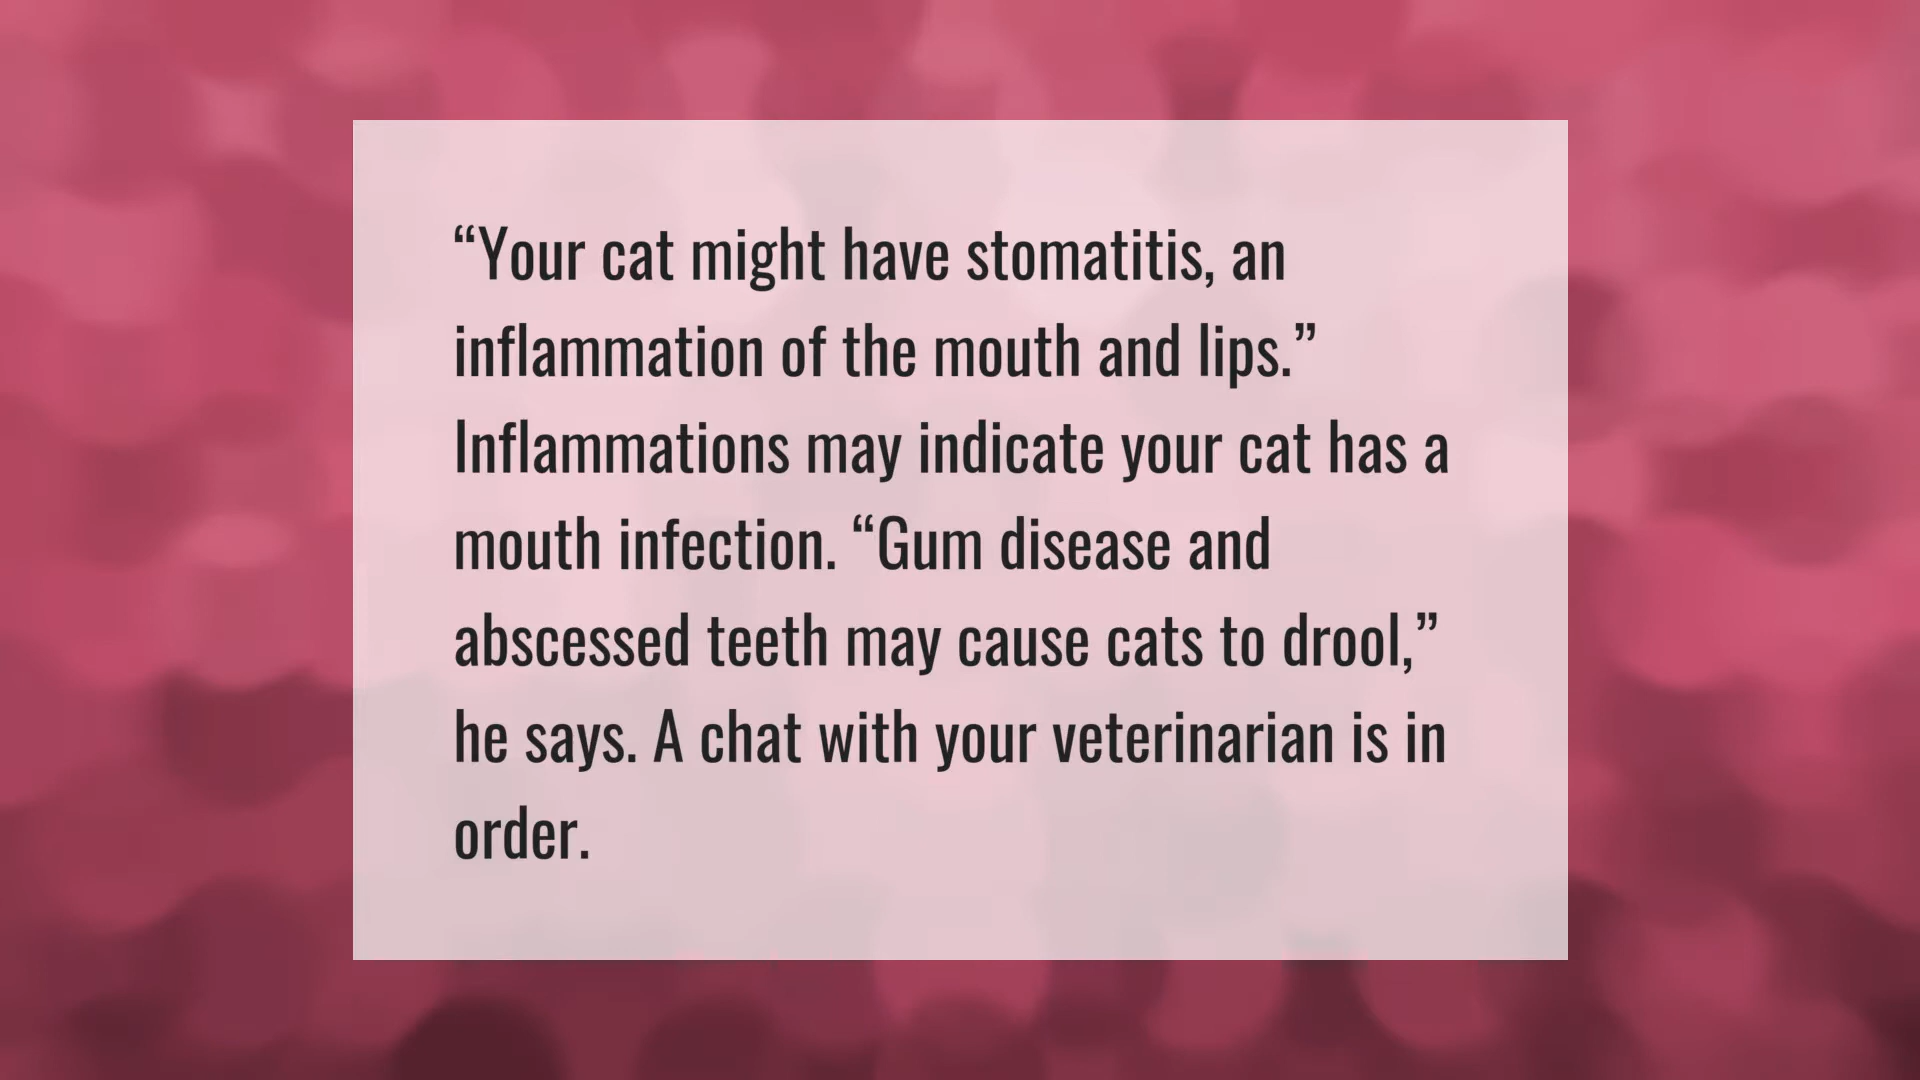 “Your cat might have stomatitis, an
inflammation of the mouth and lips.”
Inflammations may indicate your cat has a
mouth infection. “Gum disease and
abscessed teeth may cause cats to drool,”
he says. A chat with your veterinarian is in
order.